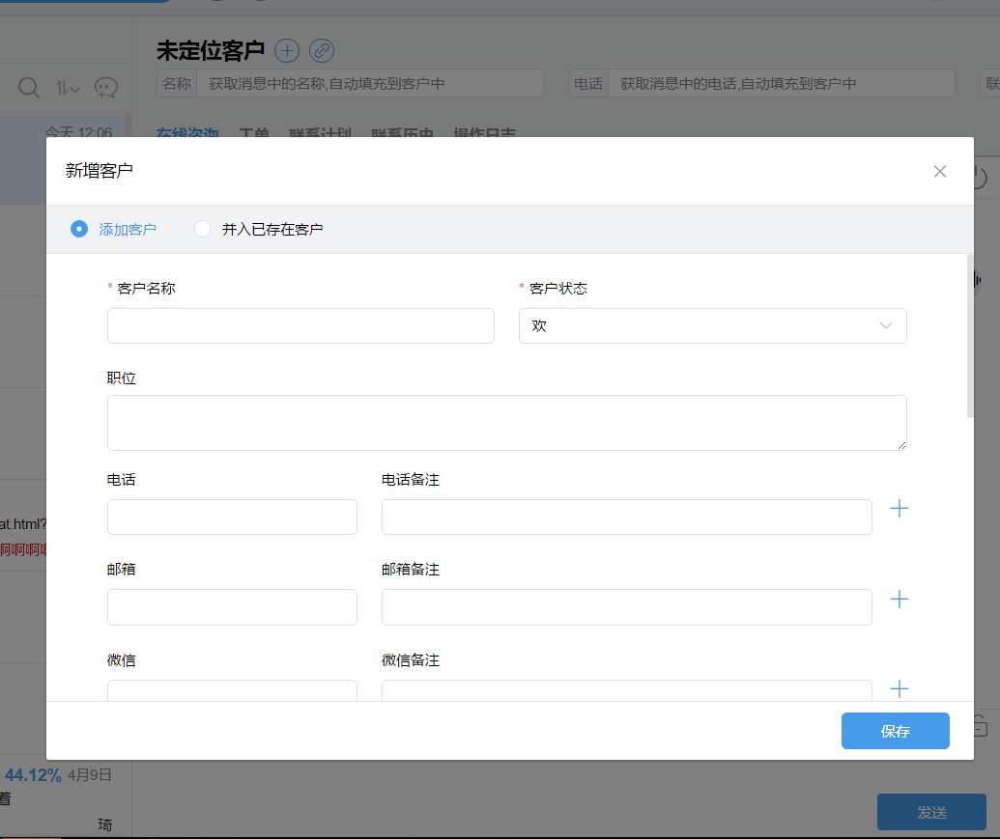 未定位客户
名称 获取消息中的名称,自动填充到客户中 电话 获取消息中的电话,自动填充到客户中 联
今天 12:06 在线咨询 工单 联系计划 联系历史 操作日志
新增客户
添加客户 并入已存在客户
* 客户名称 * 客户状态
欢
职位
电话 电话备注
at.html?
啊啊啊
邮箱 邮箱备注
微信 微信备注
保存
44.12% 4月9日
着
琦
发送